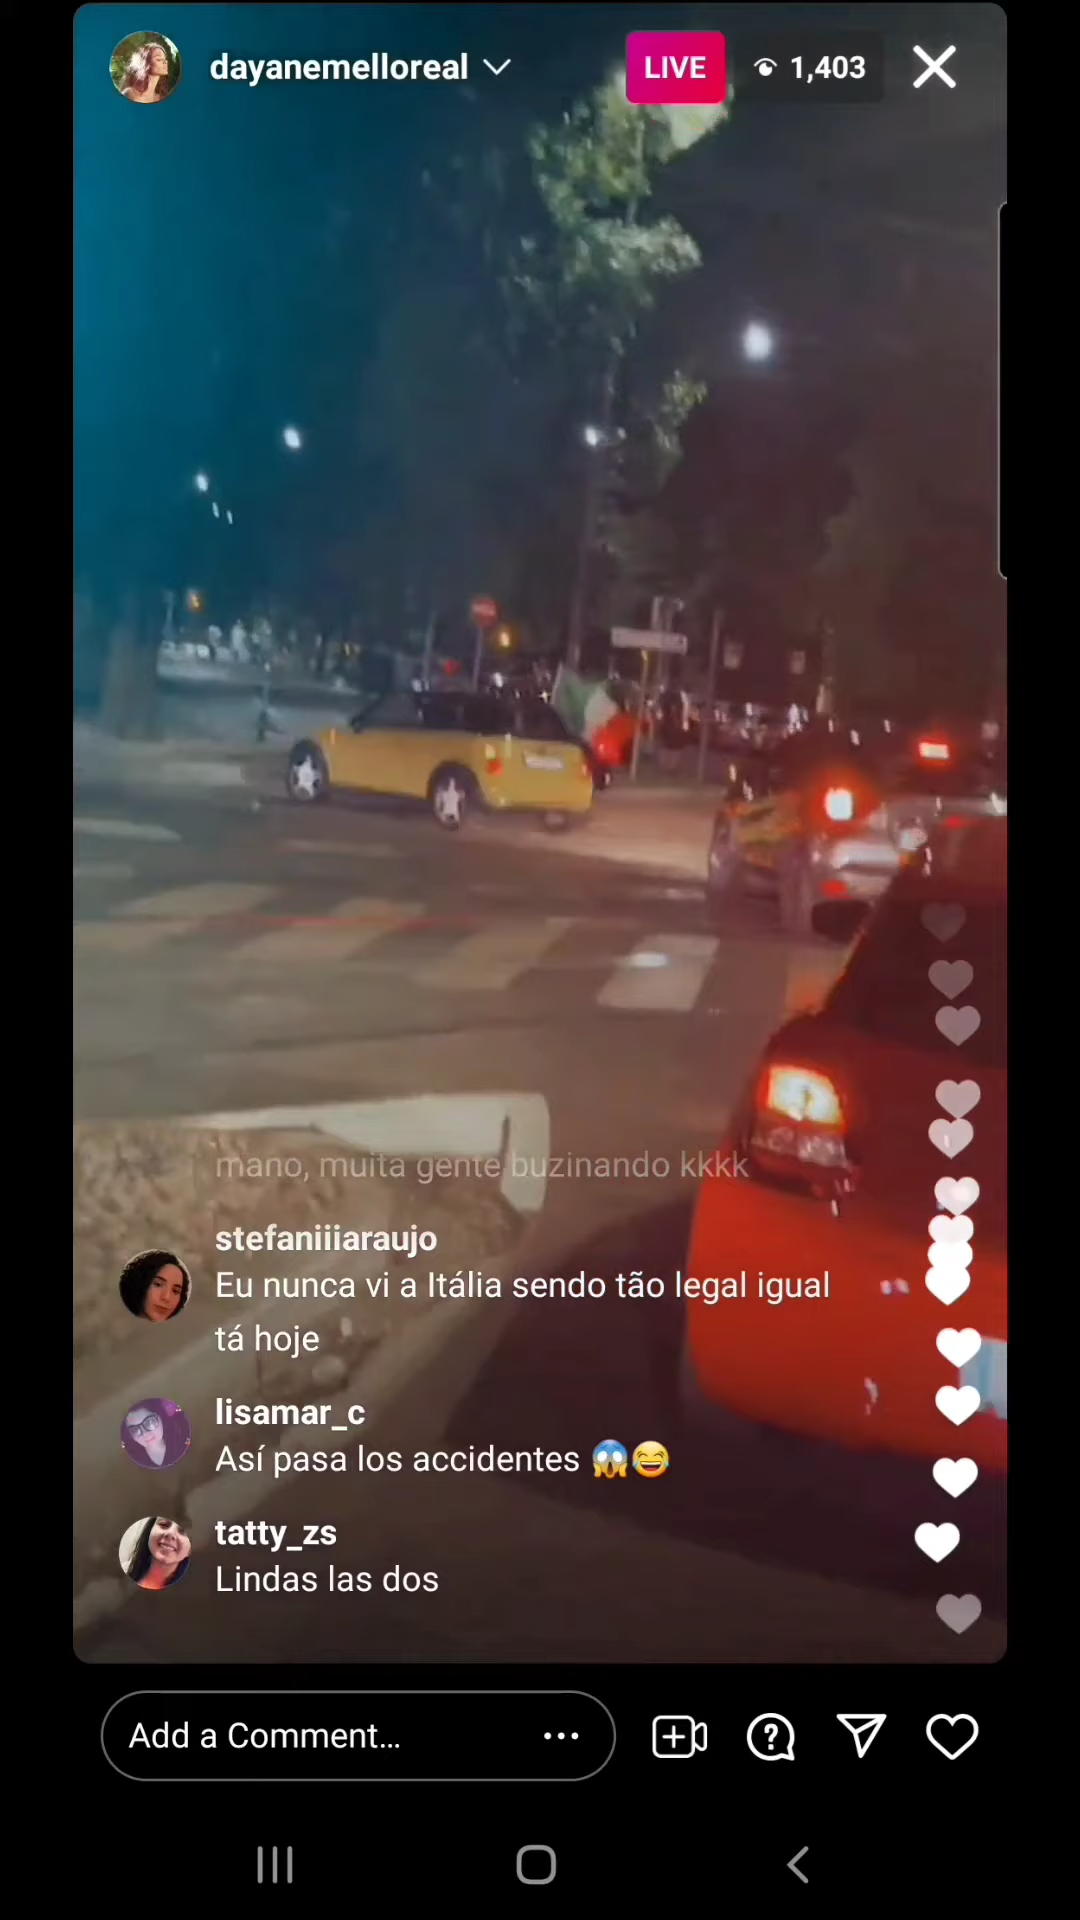 dayanemelloreal
LIVE
1,403
mano, muita gente buzinando kkkk
stefaniiiaraujo
Eu nunca vi a Itália sendo tão legal igual
tá hoje
lisamar_c
Así pasa los accidentes 😱😂
tatty_zs
Lindas las dos
Add a Comment...